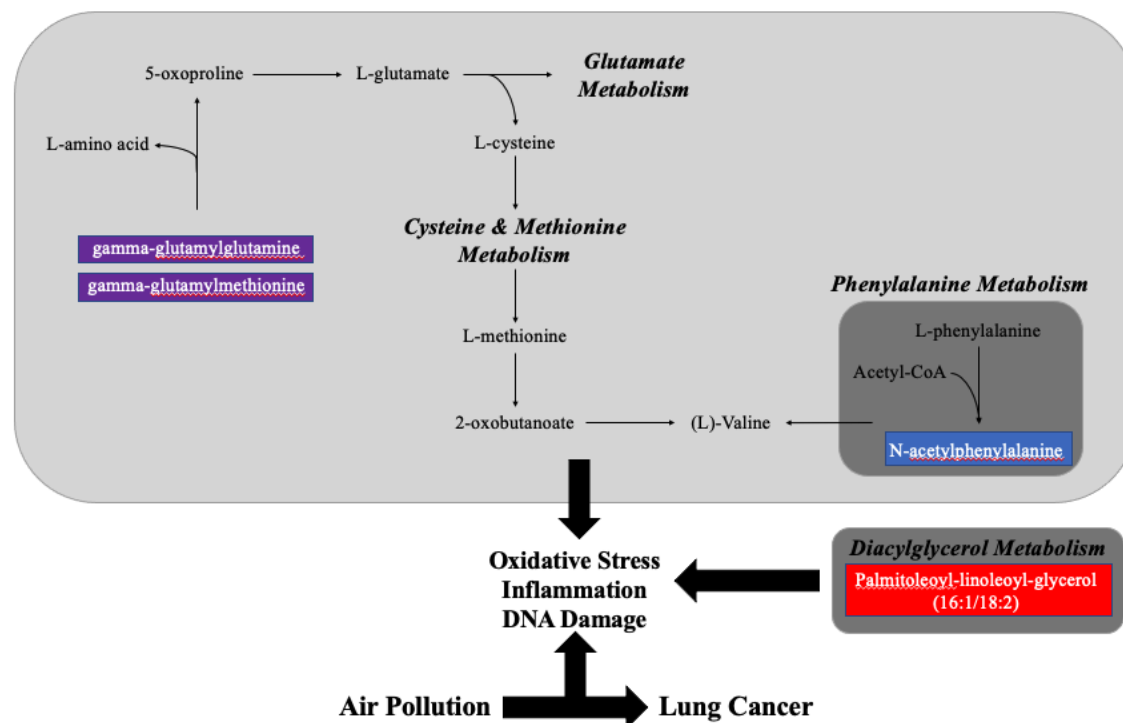 5-oxoproline
L-glutamate
Glutamate
Metabolism
L-amino acid
L-cysteine
gamma-glutamylglutamine
gamma-glutamylmethionine
Cysteine & Methionine
Metabolism
Phenylalanine Metabolism
L-methionine
L-phenylalanine
Acetyl-CoA
2-oxobutanoate
(L)-Valine
N-acetylphenylalanine
Oxidative Stress
Inflammation
DNA Damage
Diacylglycerol Metabolism
Palmitoleoyl-linoleoyl-glycerol
(16:1/18:2)
Air Pollution
Lung Cancer